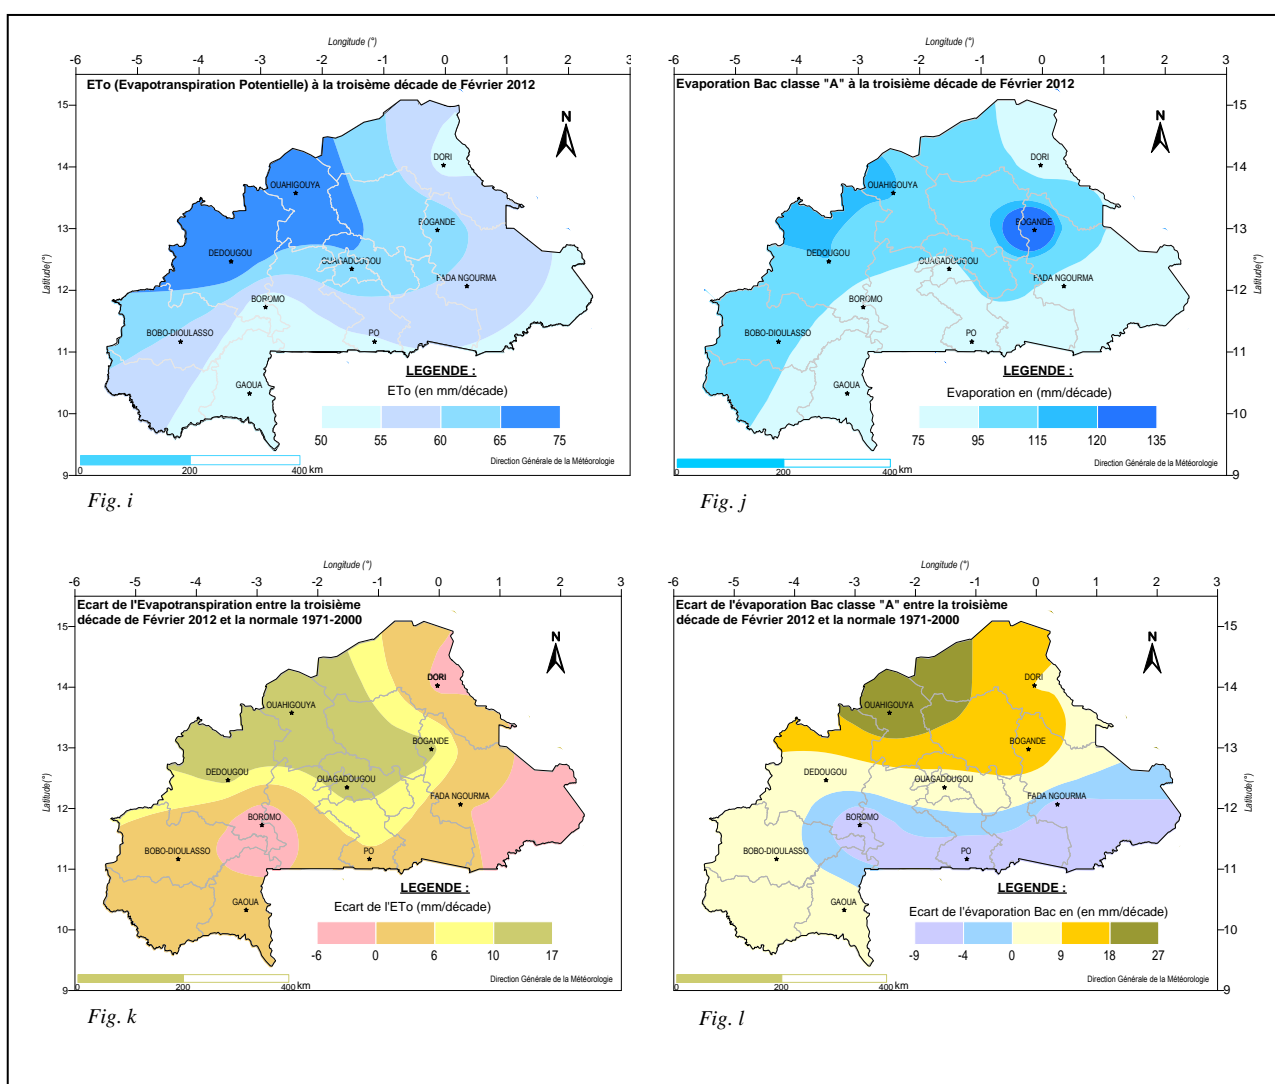 Longitude (°)
-6 -5 -4 -3 -2 -1 0 1 2 3
ETo (Evapotranspiration Potentielle) à la troisième décade de Février 2012
15
14
13
12
11
10
9
Latitude(°)
N
DORI
OUAHIGOUYA
BOGANDE
DEDOUGOU
OUAGADOUGOU
FADA NGOURMA
BOROMO
BOBO-DIOULASSO
PO
GAOUA
LEGENDE :
ETo (en mm/décade)
50 55 60 65 75
Direction Générale de la Météorologie
0 200 400 km
Fig. i
Longitude (°)
-6 -5 -4 -3 -2 -1 0 1 2 3
Evaporation Bac classe "A" à la troisième décade de Février 2012
15
14
13
12
11
10
9
Latitude(°)
N
DORI
OUAHIGOUYA
BOGANDE
DEDOUGOU
OUAGADOUGOU
FADA NGOURMA
BOROMO
BOBO-DIOULASSO
PO
GAOUA
LEGENDE :
Evaporation en (mm/décade)
75 95 115 120 135
Direction Générale de la Météorologie
0 200 400 km
Fig. j
Longitude (°)
-6 -5 -4 -3 -2 -1 0 1 2 3
Ecart de l'Evapotranspiration entre la troisième
décade de Février 2012 et la normale 1971-2000
15
14
13
12
11
10
9
Latitude(°)
N
DORI
OUAHIGOUYA
BOGANDE
DEDOUGOU
OUAGADOUGOU
FADA NGOURMA
BOROMO
BOBO-DIOULASSO
PO
GAOUA
LEGENDE :
Ecart de l'ETo (mm/décade)
-6 0 6 10 17
Direction Générale de la Météorologie
0 200 400 km
Fig. k
Longitude (°)
-6 -5 -4 -3 -2 -1 0 1 2 3
Ecart de l'évaporation Bac classe "A" entre la troisième
décade de Février 2012 et la normale 1971-2000
15
14
13
12
11
10
9
Latitude(°)
N
DORI
OUAHIGOUYA
BOGANDE
DEDOUGOU
OUAGADOUGOU
FADA NGOURMA
BOROMO
BOBO-DIOULASSO
PO
GAOUA
LEGENDE :
Ecart de l'évaporation Bac en (en mm/décade)
-9 -4 0 9 18 27
Direction Générale de la Météorologie
0 200 400 km
Fig. l